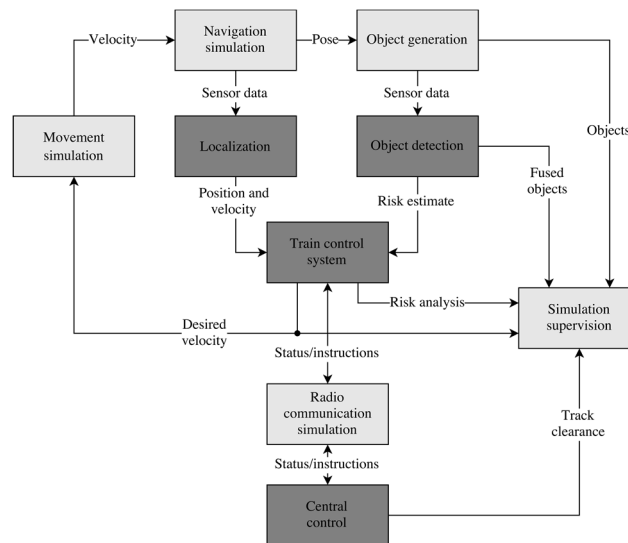 Velocity
Navigation
simulation
Pose
Object generation
Sensor data
Sensor data
Objects
Movement
simulation
Localization
Object detection
Position and
velocity
Risk estimate
Fused
objects
Train control
system
Risk analysis
Simulation
supervision
Desired
velocity
Status/instructions
Radio
communication
simulation
Track
clearance
Status/instructions
Central
control